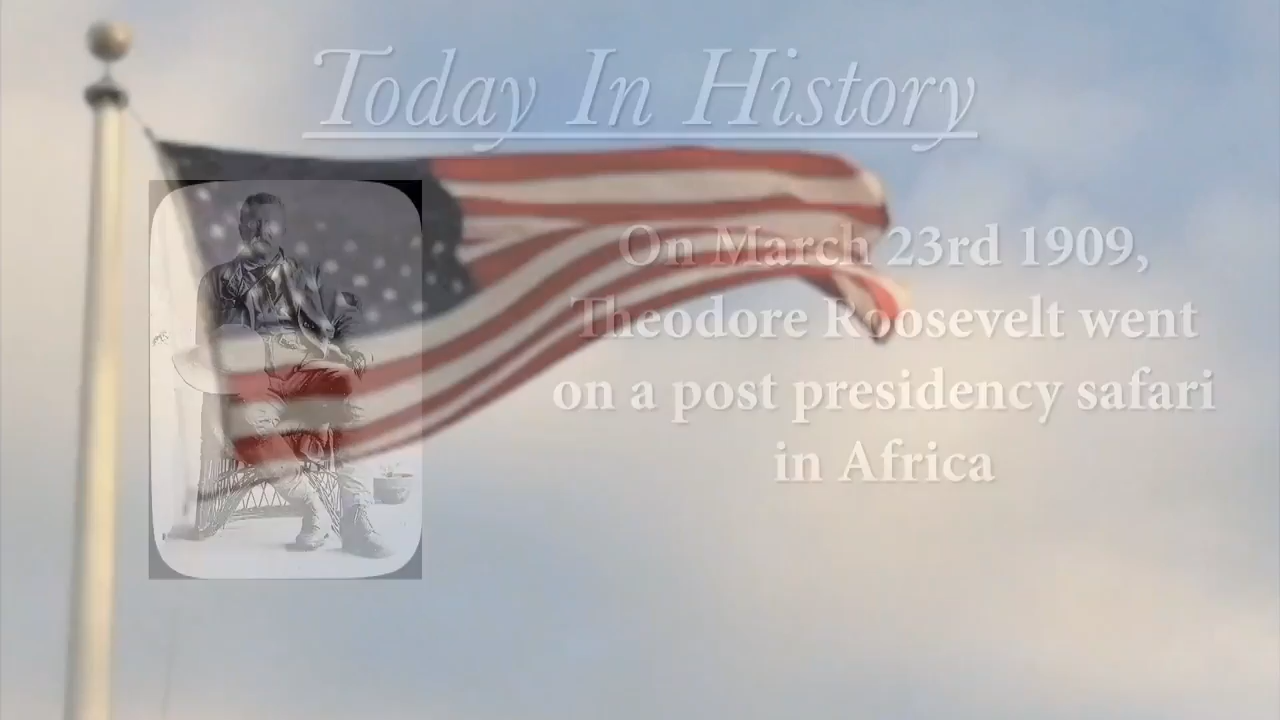 Today In History
On March 23rd 1909,
Theodore Roosevelt went
on a post presidency safari
in Africa